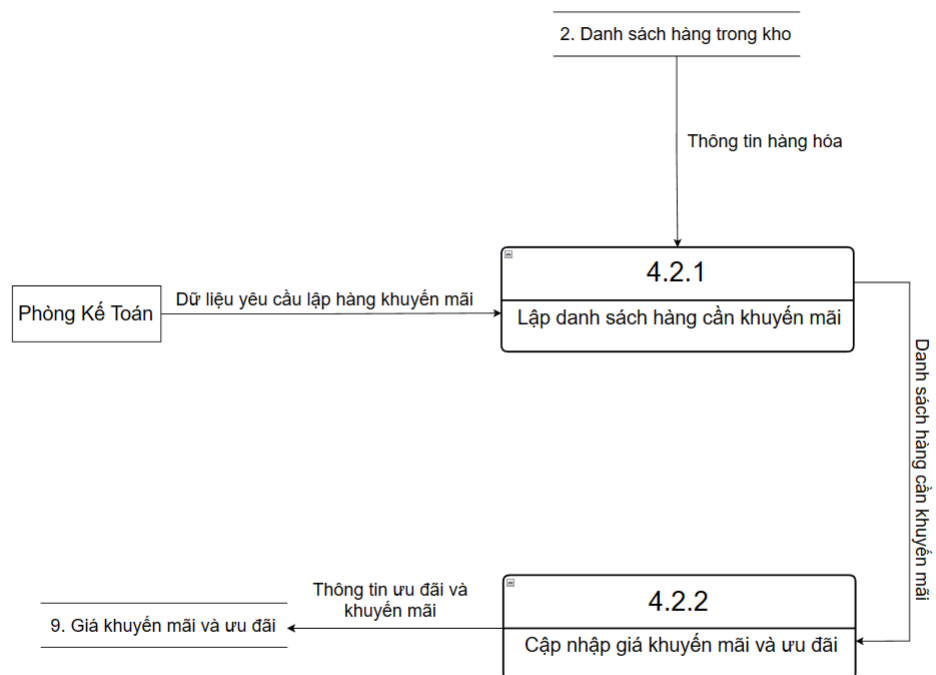 2. Danh sách hàng trong kho
Thông tin hàng hóa
4.2.1
Lập danh sách hàng cần khuyến mãi
Phòng Kế Toán
Dữ liệu yêu cầu lập hàng khuyến mãi
Danh sách hàng cần khuyến mãi
Thông tin ưu đãi và
khuyến mãi
4.2.2
Cập nhập giá khuyến mãi và ưu đãi
9. Giá khuyến mãi và ưu đãi